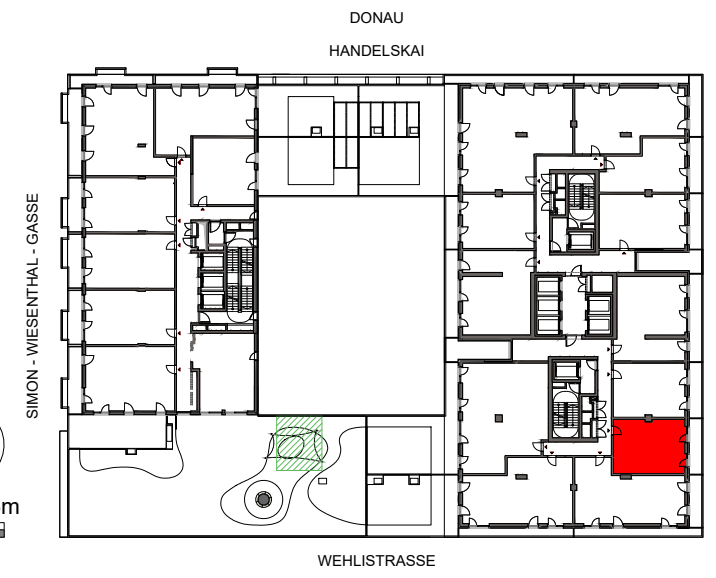 DONAU
HANDELSKAI
SIMON - WIESENTHAL - GASSE
m
WEHLISTRASSE